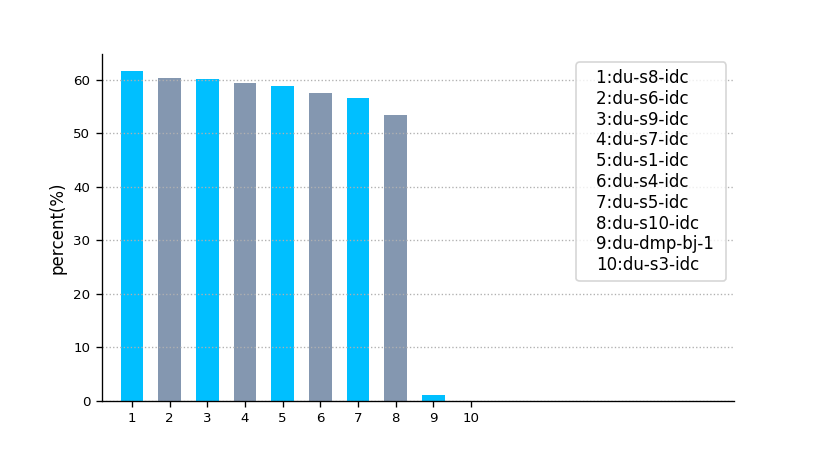 percent(%)
60
50
40
30
20
10
0
1 2 3 4 5 6 7 8 9 10
1:du-s8-idc
2:du-s6-idc
3:du-s9-idc
4:du-s7-idc
5:du-s1-idc
6:du-s4-idc
7:du-s5-idc
8:du-s10-idc
9:du-dmp-bj-1
10:du-s3-idc